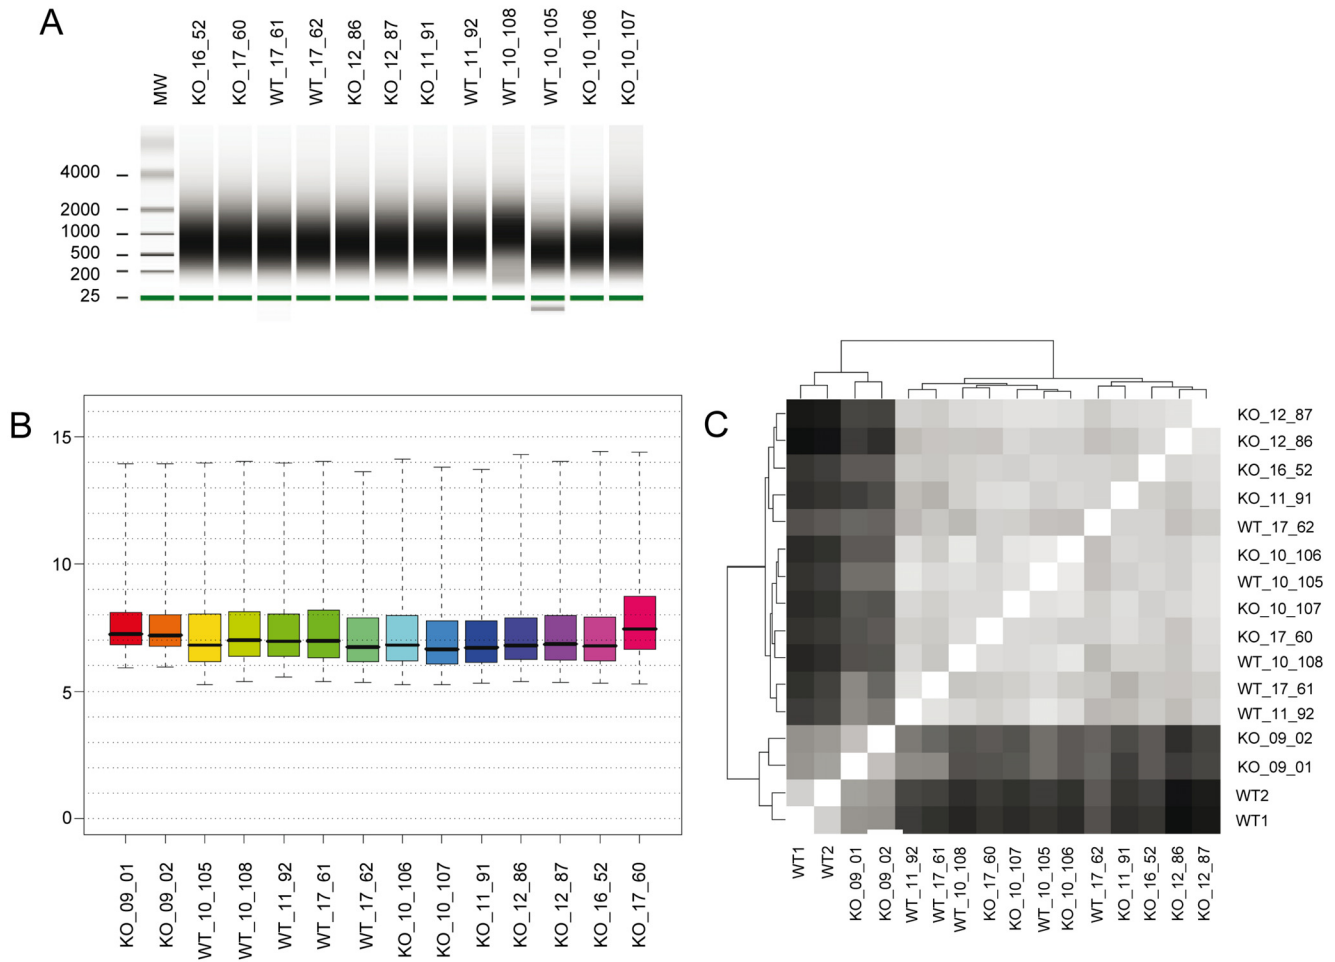 A
MW
KO_16_52
KO_17_60
WT_17_61
WT_17_62
KO_12_86
KO_12_87
KO_11_91
WT_11_92
WT_10_108
WT_10_105
KO_10_106
KO_10_107
4000
2000
1000
500
200
25
B
15
10
5
0
KO_09_01
KO_09_02
WT_10_105
WT_10_108
WT_11_92
WT_17_61
WT_17_62
KO_10_106
KO_10_107
KO_11_91
KO_12_86
KO_12_87
KO_16_52
KO_17_60
C
KO_12_87
KO_12_86
KO_16_52
KO_11_91
WT_17_62
KO_10_106
WT_10_105
KO_10_107
KO_17_60
WT_10_108
WT_17_61
WT_11_92
KO_09_02
KO_09_01
WT2
WT1
WT1
WT2
KO_09_01
KO_09_02
WT_11_92
WT_17_61
WT_10_108
KO_17_60
KO_10_107
WT_10_105
KO_10_106
WT_17_62
KO_11_91
KO_16_52
KO_12_86
KO_12_87